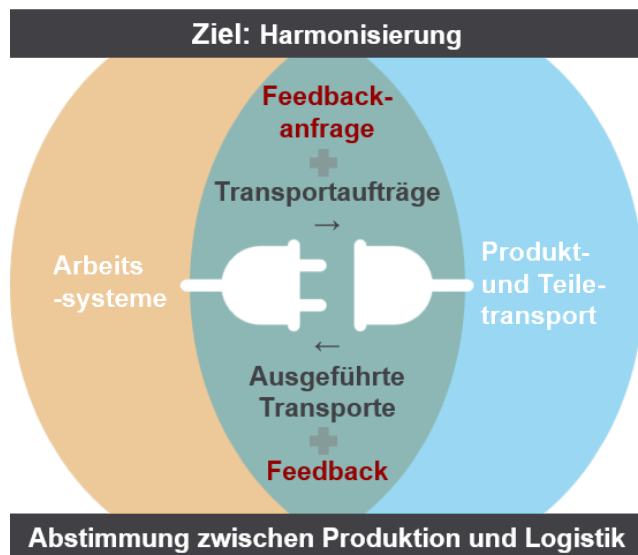 Ziel: Harmonisierung
Feedback-
anfrage
+
Transportaufträge
→
Arbeits
-systeme
Produkt-
und Teile-
transport
←
Ausgeführte
Transporte
+
Feedback
Abstimmung zwischen Produktion und Logistik